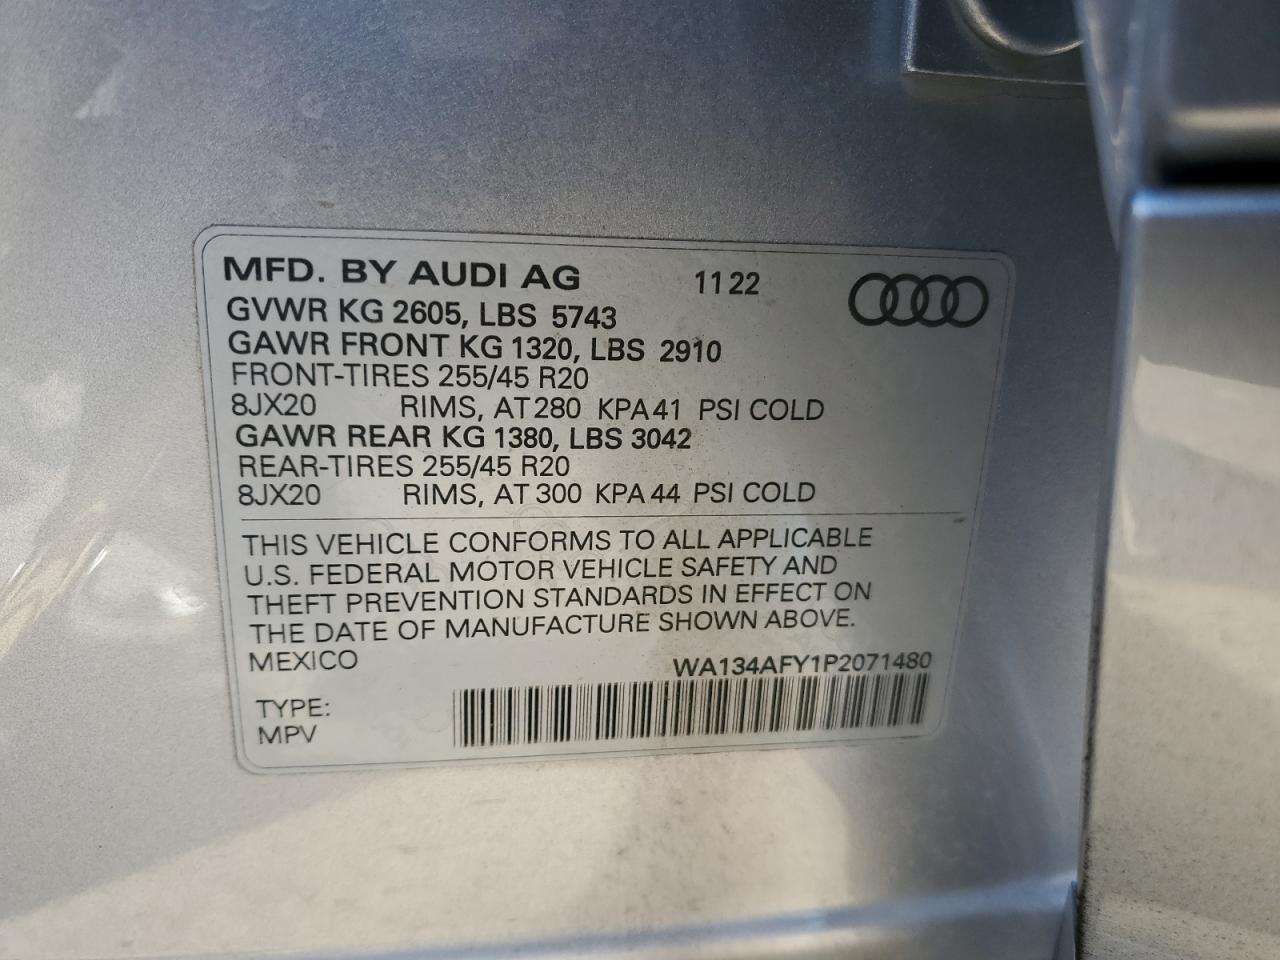 MFD. BY AUDI AG 11 22
GVWR KG 2605, LBS 5743
GAWR FRONT KG 1320, LBS 2910
FRONT-TIRES 255/45 R20
8JX20 RIMS, AT 280 KPA 41 PSI COLD
GAWR REAR KG 1380, LBS 3042
REAR-TIRES 255/45 R20
8JX20 RIMS, AT 300 KPA 44 PSI COLD
THIS VEHICLE CONFORMS TO ALL APPLICABLE
U.S. FEDERAL MOTOR VEHICLE SAFETY AND
THEFT PREVENTION STANDARDS IN EFFECT ON
THE DATE OF MANUFACTURE SHOWN ABOVE.
MEXICO WA134AFY1P2071480
TYPE:
MPV